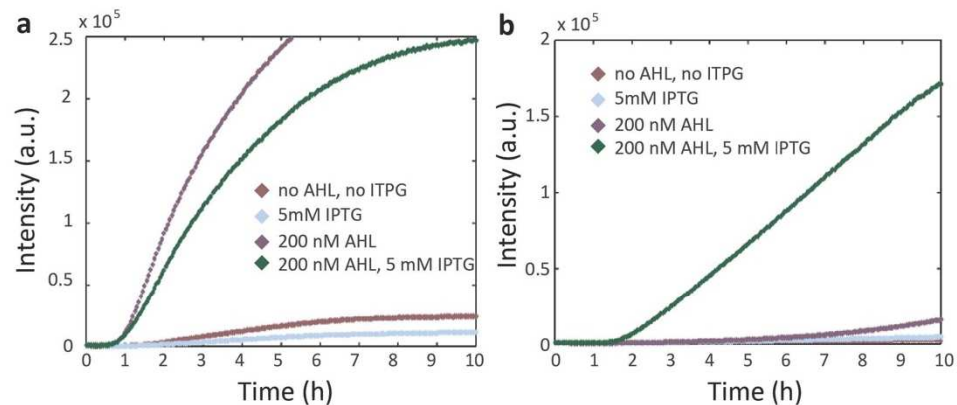 a
x 10^5
2.5
2
1.5
1
0.5
0
Intensity (a.u.)
no AHL, no ITPG
5mM IPTG
200 nM AHL
200 nM AHL, 5 mM IPTG
0 1 2 3 4 5 6 7 8 9 10
Time (h)
b
x 10^5
2
1.5
1
0.5
0
Intensity (a.u.)
no AHL, no ITPG
5mM IPTG
200 nM AHL
200 nM AHL, 5 mM IPTG
0 1 2 3 4 5 6 7 8 9 10
Time (h)